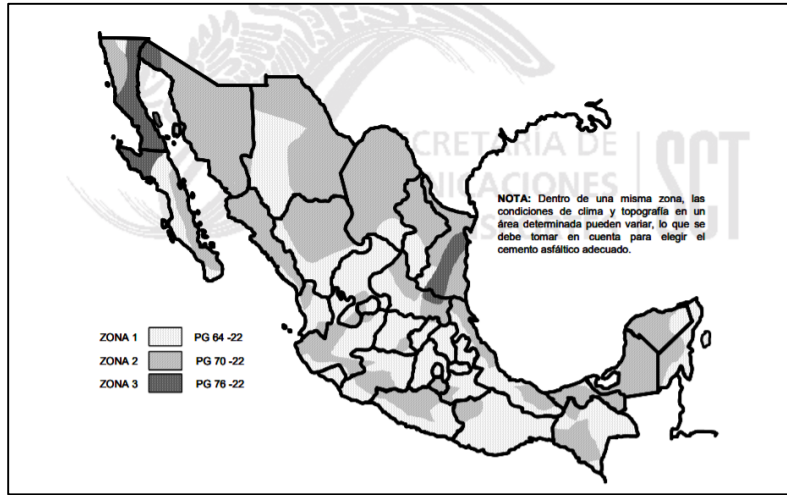 SECRETARÍA DE
COMUNICACIONES
SCT
NOTA: Dentro de una misma zona, las
condiciones de clima y topografía en un
área determinada pueden variar, lo que se
debe tomar en cuenta para elegir el
cemento asfáltico adecuado.
ZONA 1 PG 64 -22
ZONA 2 PG 70 -22
ZONA 3 PG 76 -22